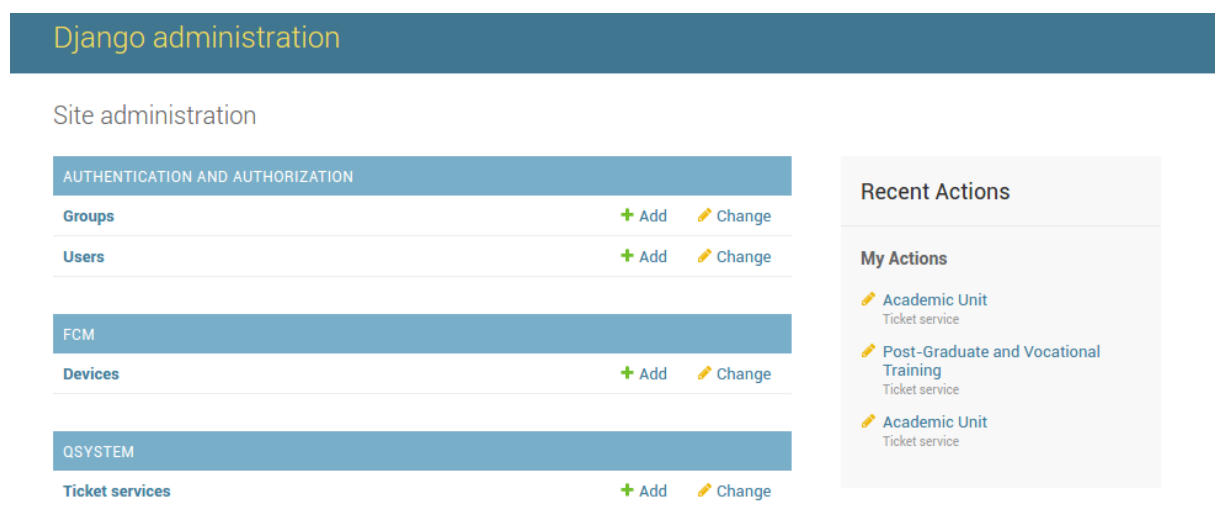 Django administration
Site administration
AUTHENTICATION AND AUTHORIZATION
Groups Add Change
Users Add Change
FCM
Devices Add Change
QSYSTEM
Ticket services Add Change
Recent Actions
My Actions
Academic Unit
Ticket service
Post-Graduate and Vocational
Training
Ticket service
Academic Unit
Ticket service